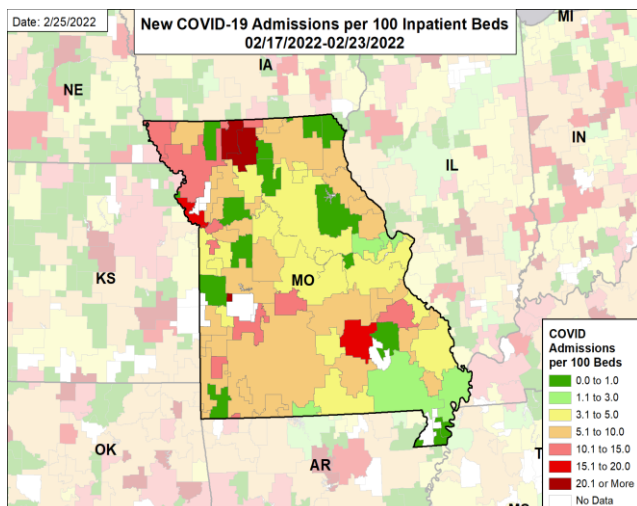 Date: 2/25/2022
New COVID-19 Admissions per 100 Inpatient Beds
02/17/2022-02/23/2022
MI
IA
NE
IN
IL
KS
MO
COVID
Admissions
per 100 Beds
0.0 to 1.0
1.1 to 3.0
3.1 to 5.0
5.1 to 10.0
10.1 to 15.0
15.1 to 20.0
20.1 or More
No Data
OK
AR